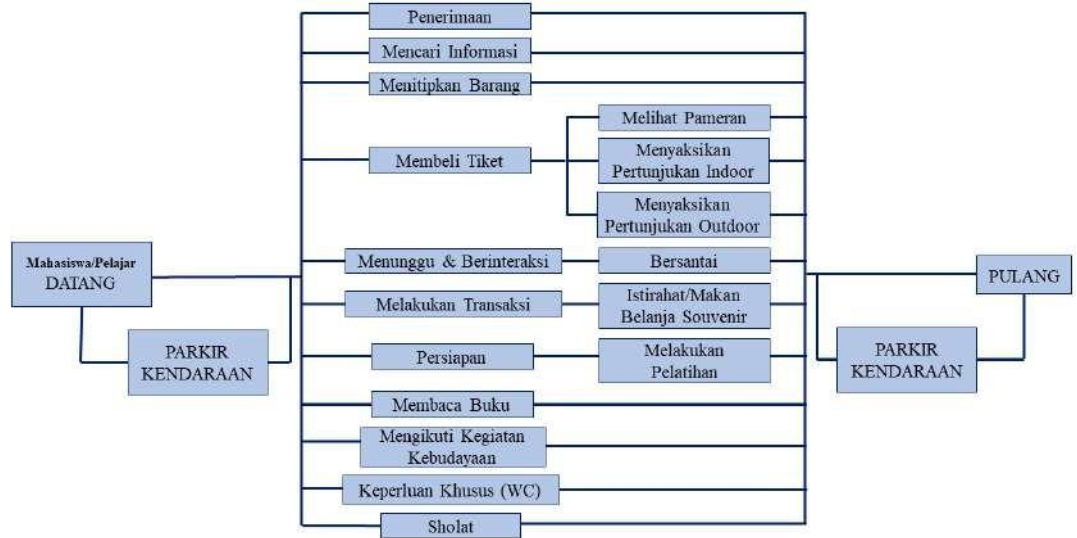 Penerimaan
Mencari Informasi
Menitipkan Barang
Membeli Tiket
Melihat Pameran
Menyaksikan
Pertunjukan Indoor
Menyaksikan
Pertunjukan Outdoor
Mahasiswa/Pelajar
DATANG
PARKIR
KENDARAAN
Menunggu & Berinteraksi
Bersantai
Melakukan Transaksi
Istirahat/Makan
Belanja Souvenir
Persiapan
Melakukan
Pelatihan
Membaca Buku
Mengikuti Kegiatan
Kebudayaan
Keperluan Khusus (WC)
Sholat
PULANG
PARKIR
KENDARAAN